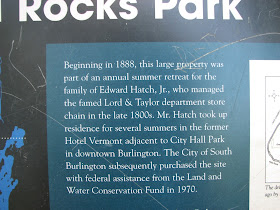 Rocks Park
Beginning in 1888, this large property was
part of an annual summer retreat for the
family of Edward Hatch, Jr., who managed
the famed Lord & Taylor department store
chain in the late 1800s. Mr. Hatch took up
residence for several summers in the former
Hotel Vermont adjacent to City Hall Park
in downtown Burlington. The City of South
Burlington subsequently purchased the site
with federal assistance from the Land and
Water Conservation Fund in 1970.
The
ago by